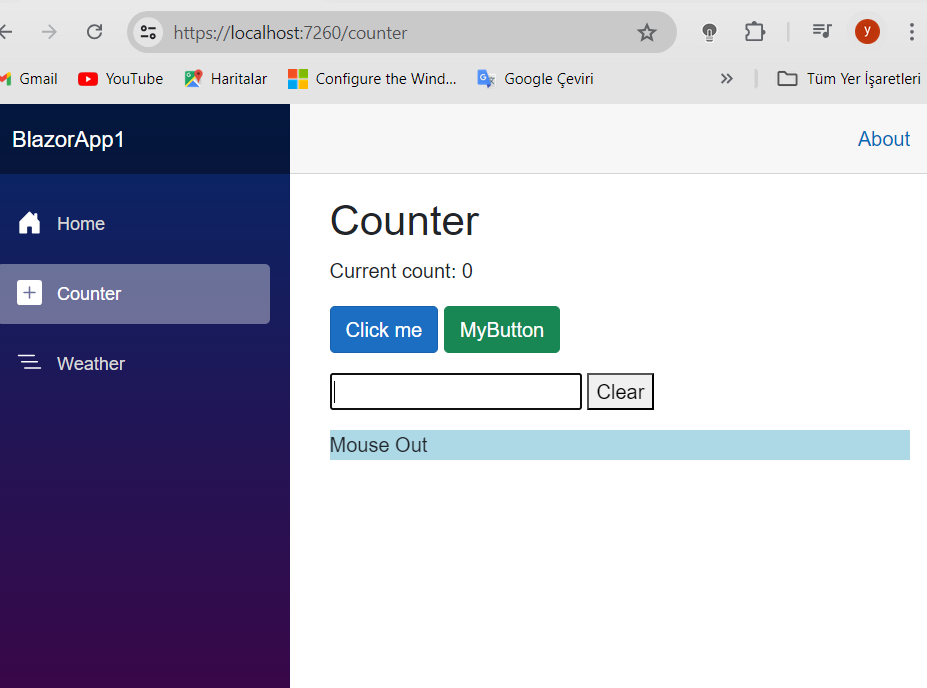 https://localhost:7260/counter
y
Gmail YouTube Haritalar Configure the Wind... Google Çeviri » Tüm Yer İşaretleri
BlazorApp1
About
Home
Counter
Weather
Counter
Current count: 0
Click me MyButton
Clear
Mouse Out